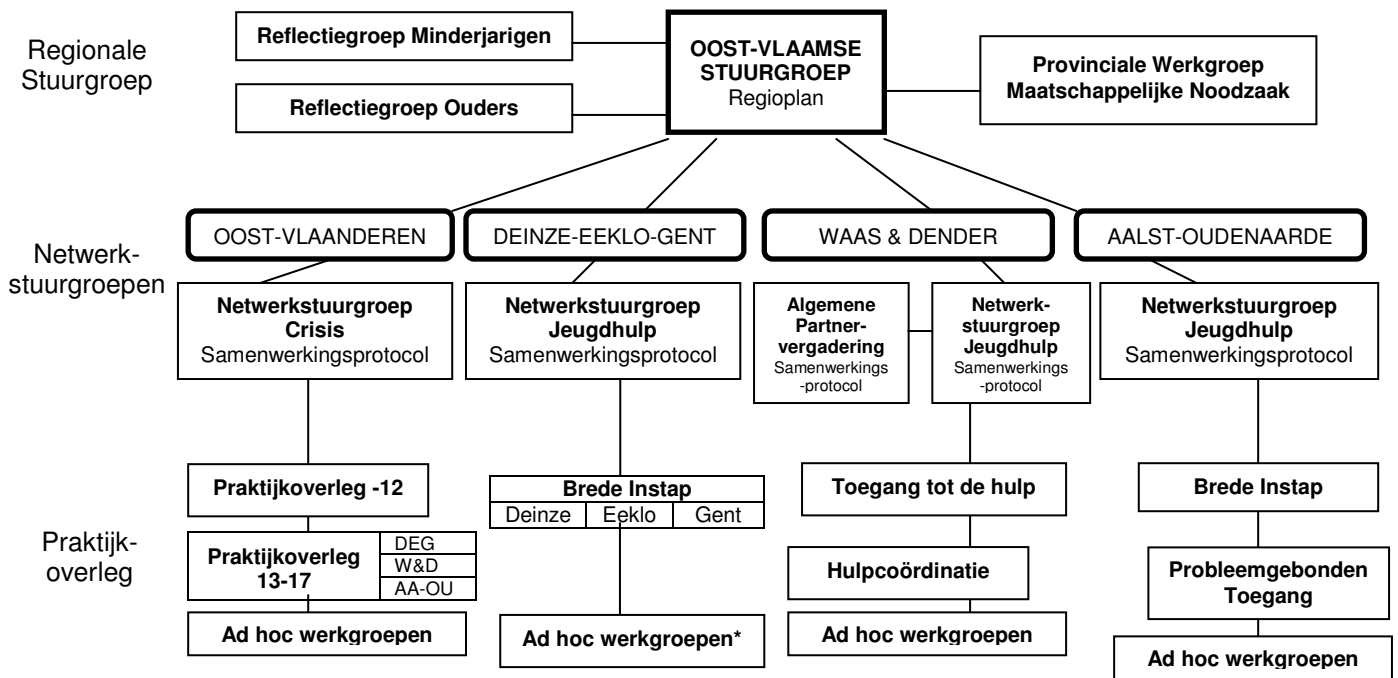 Regionale
Stuurgroep
Reflectiegroep Minderjarigen
Reflectiegroep Ouders
OOST-VLAAMSE
STUURGROEP
Regioplan
Provinciale Werkgroep
Maatschappelijke Noodzaak
Netwerk-
stuurgroepen
OOST-VLAANDEREN
DEINZE-EEKLO-GENT
WAAS & DENDER
AALST-OUDENAARDE
Netwerkstuurgroep
Crisis
Samenwerkingsprotocol
Netwerkstuurgroep
Jeugdhulp
Samenwerkingsprotocol
Algemene
Partner-
vergadering
Samenwerkings
-protocol
Netwerk-
stuurgroep
Jeugdhulp
Samenwerkings
-protocol
Netwerkstuurgroep
Jeugdhulp
Samenwerkingsprotocol
Praktijk-
overleg
Praktijkoverleg -12
Praktijkoverleg
13-17
DEG
W&D
AA-OU
Ad hoc werkgroepen
Brede Instap
Deinze Eeklo Gent
Ad hoc werkgroepen*
Toegang tot de hulp
Hulpcoördinatie
Ad hoc werkgroepen
Brede Instap
Probleemgebonden
Toegang
Ad hoc werkgroepen